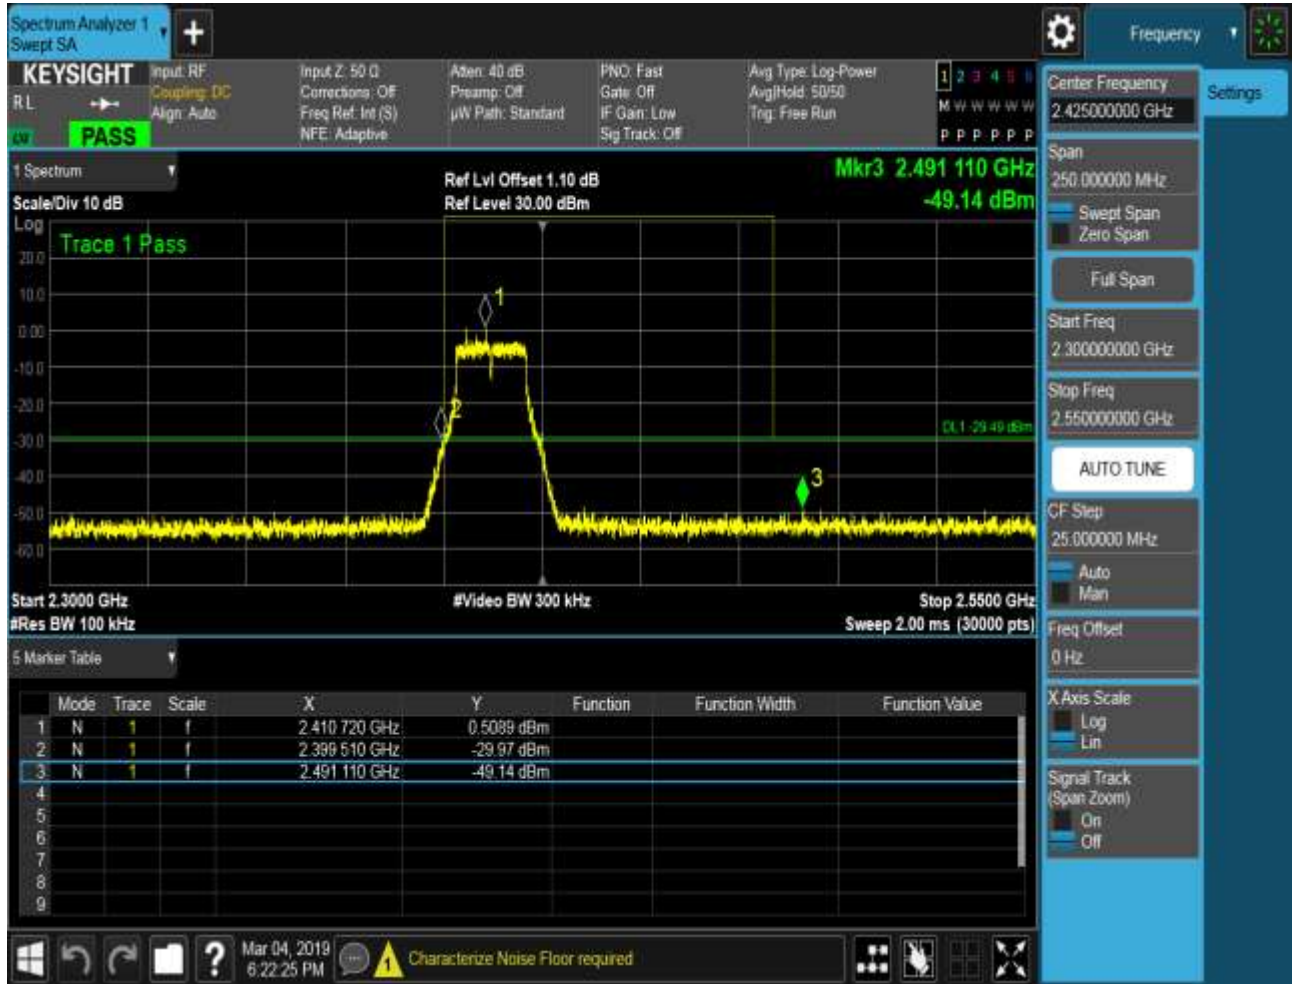 Spectrum Analyzer 1
Swept SA
Frequency
KEYSIGHT
Input: RF
Coupling: DC
Align: Auto
Input Z: 50 Ω
Corrections: Off
Freq Ref: Int (S)
NFE: Adaptive
Atten: 40 dB
Preamp: Off
µW Path: Standard
PNO: Fast
Gate: Off
IF Gain: Low
Sig Track: Off
Avg Type: Log-Power
Avg|Hold: 50/50
Trig: Free Run
1 2 3 4 5 6
M W W W W W
P P P P P P
R L
PASS
1 Spectrum
Scale/Div 10 dB
Ref Lvl Offset 1.10 dB
Ref Level 30.00 dBm
Mkr3 2.491 110 GHz
-49.14 dBm
Log
Trace 1 Pass
20.0
10.0
0.00
-10.0
-20.0
-30.0
-40.0
-50.0
-60.0
1
2
3
DL1 -29.49 dBm
Start 2.3000 GHz
#Res BW 100 kHz
#Video BW 300 kHz
Stop 2.5500 GHz
Sweep 2.00 ms (30000 pts)
5 Marker Table
Mode Trace Scale X Y Function Function Width Function Value
1 N 1 f 2.410 720 GHz 0.5089 dBm
2 N 1 f 2.399 510 GHz -29.97 dBm
3 N 1 f 2.491 110 GHz -49.14 dBm
4
5
6
7
8
9
Center Frequency
2.425000000 GHz
Settings
Span
250.000000 MHz
Swept Span
Zero Span
Full Span
Start Freq
2.300000000 GHz
Stop Freq
2.550000000 GHz
AUTO TUNE
CF Step
25.000000 MHz
Auto
Man
Freq Offset
0 Hz
X Axis Scale
Log
Lin
Signal Track
(Span Zoom)
On
Off
?
Mar 04, 2019
6:22:25 PM
1
Characterize Noise Floor required